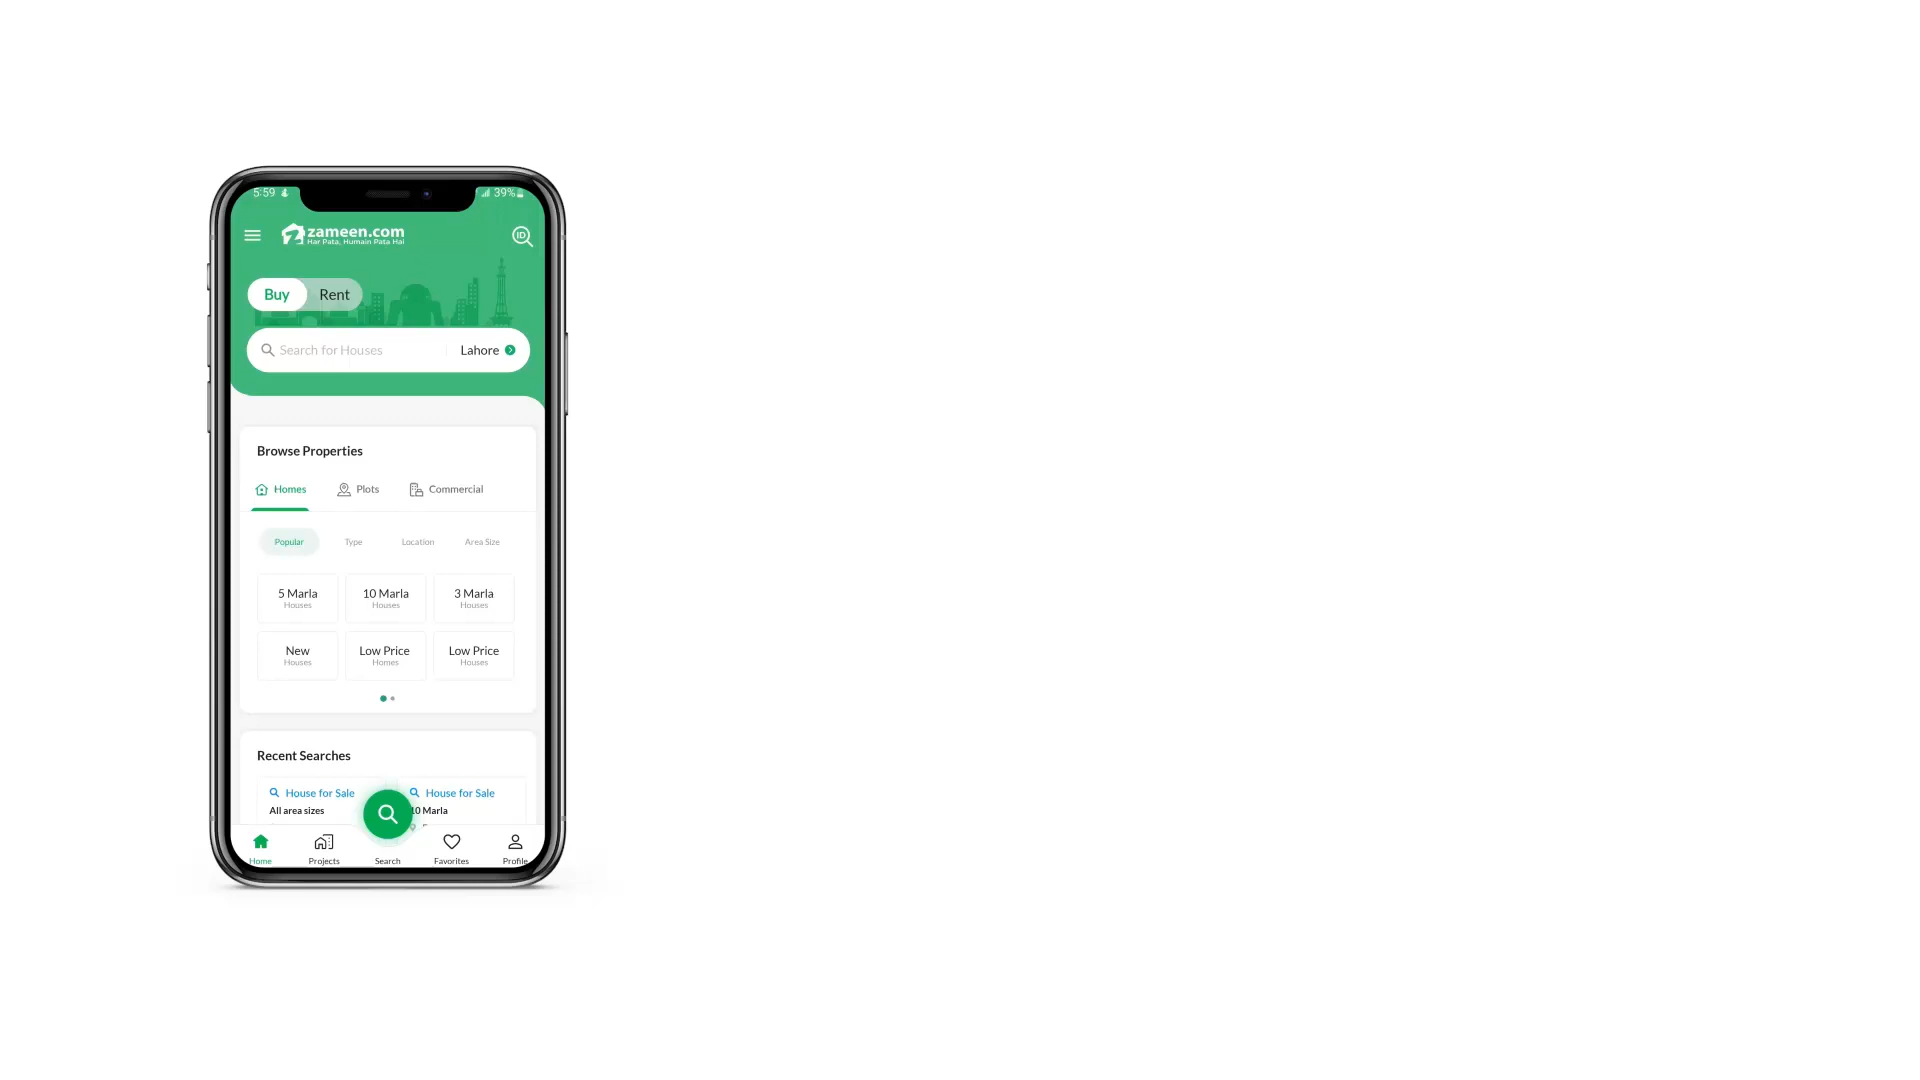 5:59
39%
zameen.com
Har Pata, Humain Pata Hai
ID
Buy Rent
Search for Houses Lahore
Browse Properties
Homes Plots Commercial
Popular Type Location Area Size
5 Marla 10 Marla 3 Marla
Houses Houses Houses
New Low Price Low Price
Houses Homes Houses
Recent Searches
House for Sale House for Sale
All area sizes 10 Marla
Home Projects Search Favorites Profile